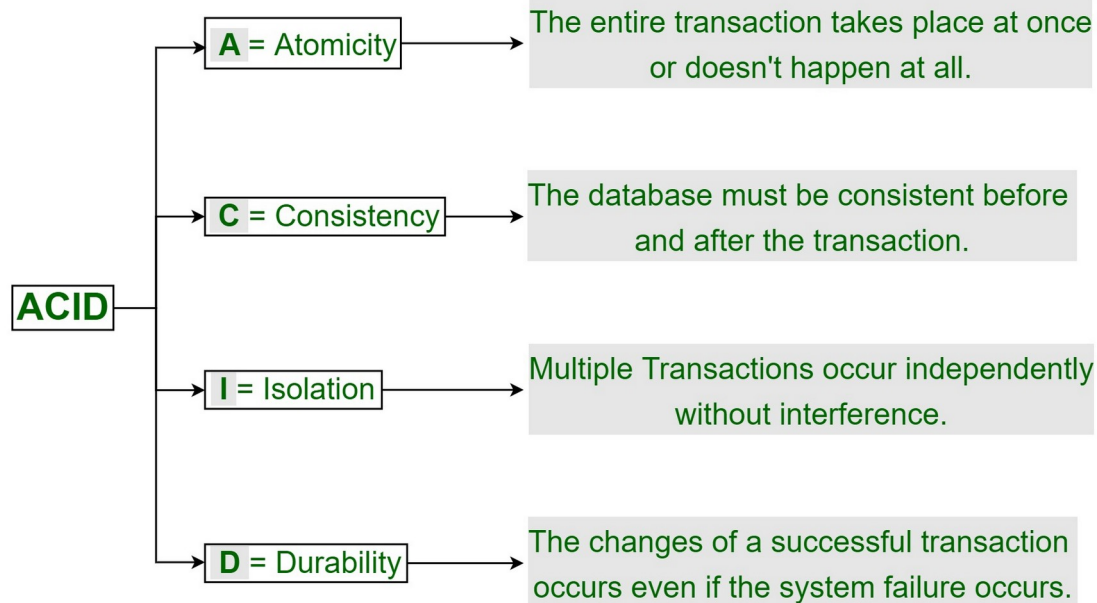 A = Atomicity
The entire transaction takes place at once
or doesn't happen at all.
C = Consistency
The database must be consistent before
and after the transaction.
ACID
I = Isolation
Multiple Transactions occur independently
without interference.
D = Durability
The changes of a successful transaction
occurs even if the system failure occurs.